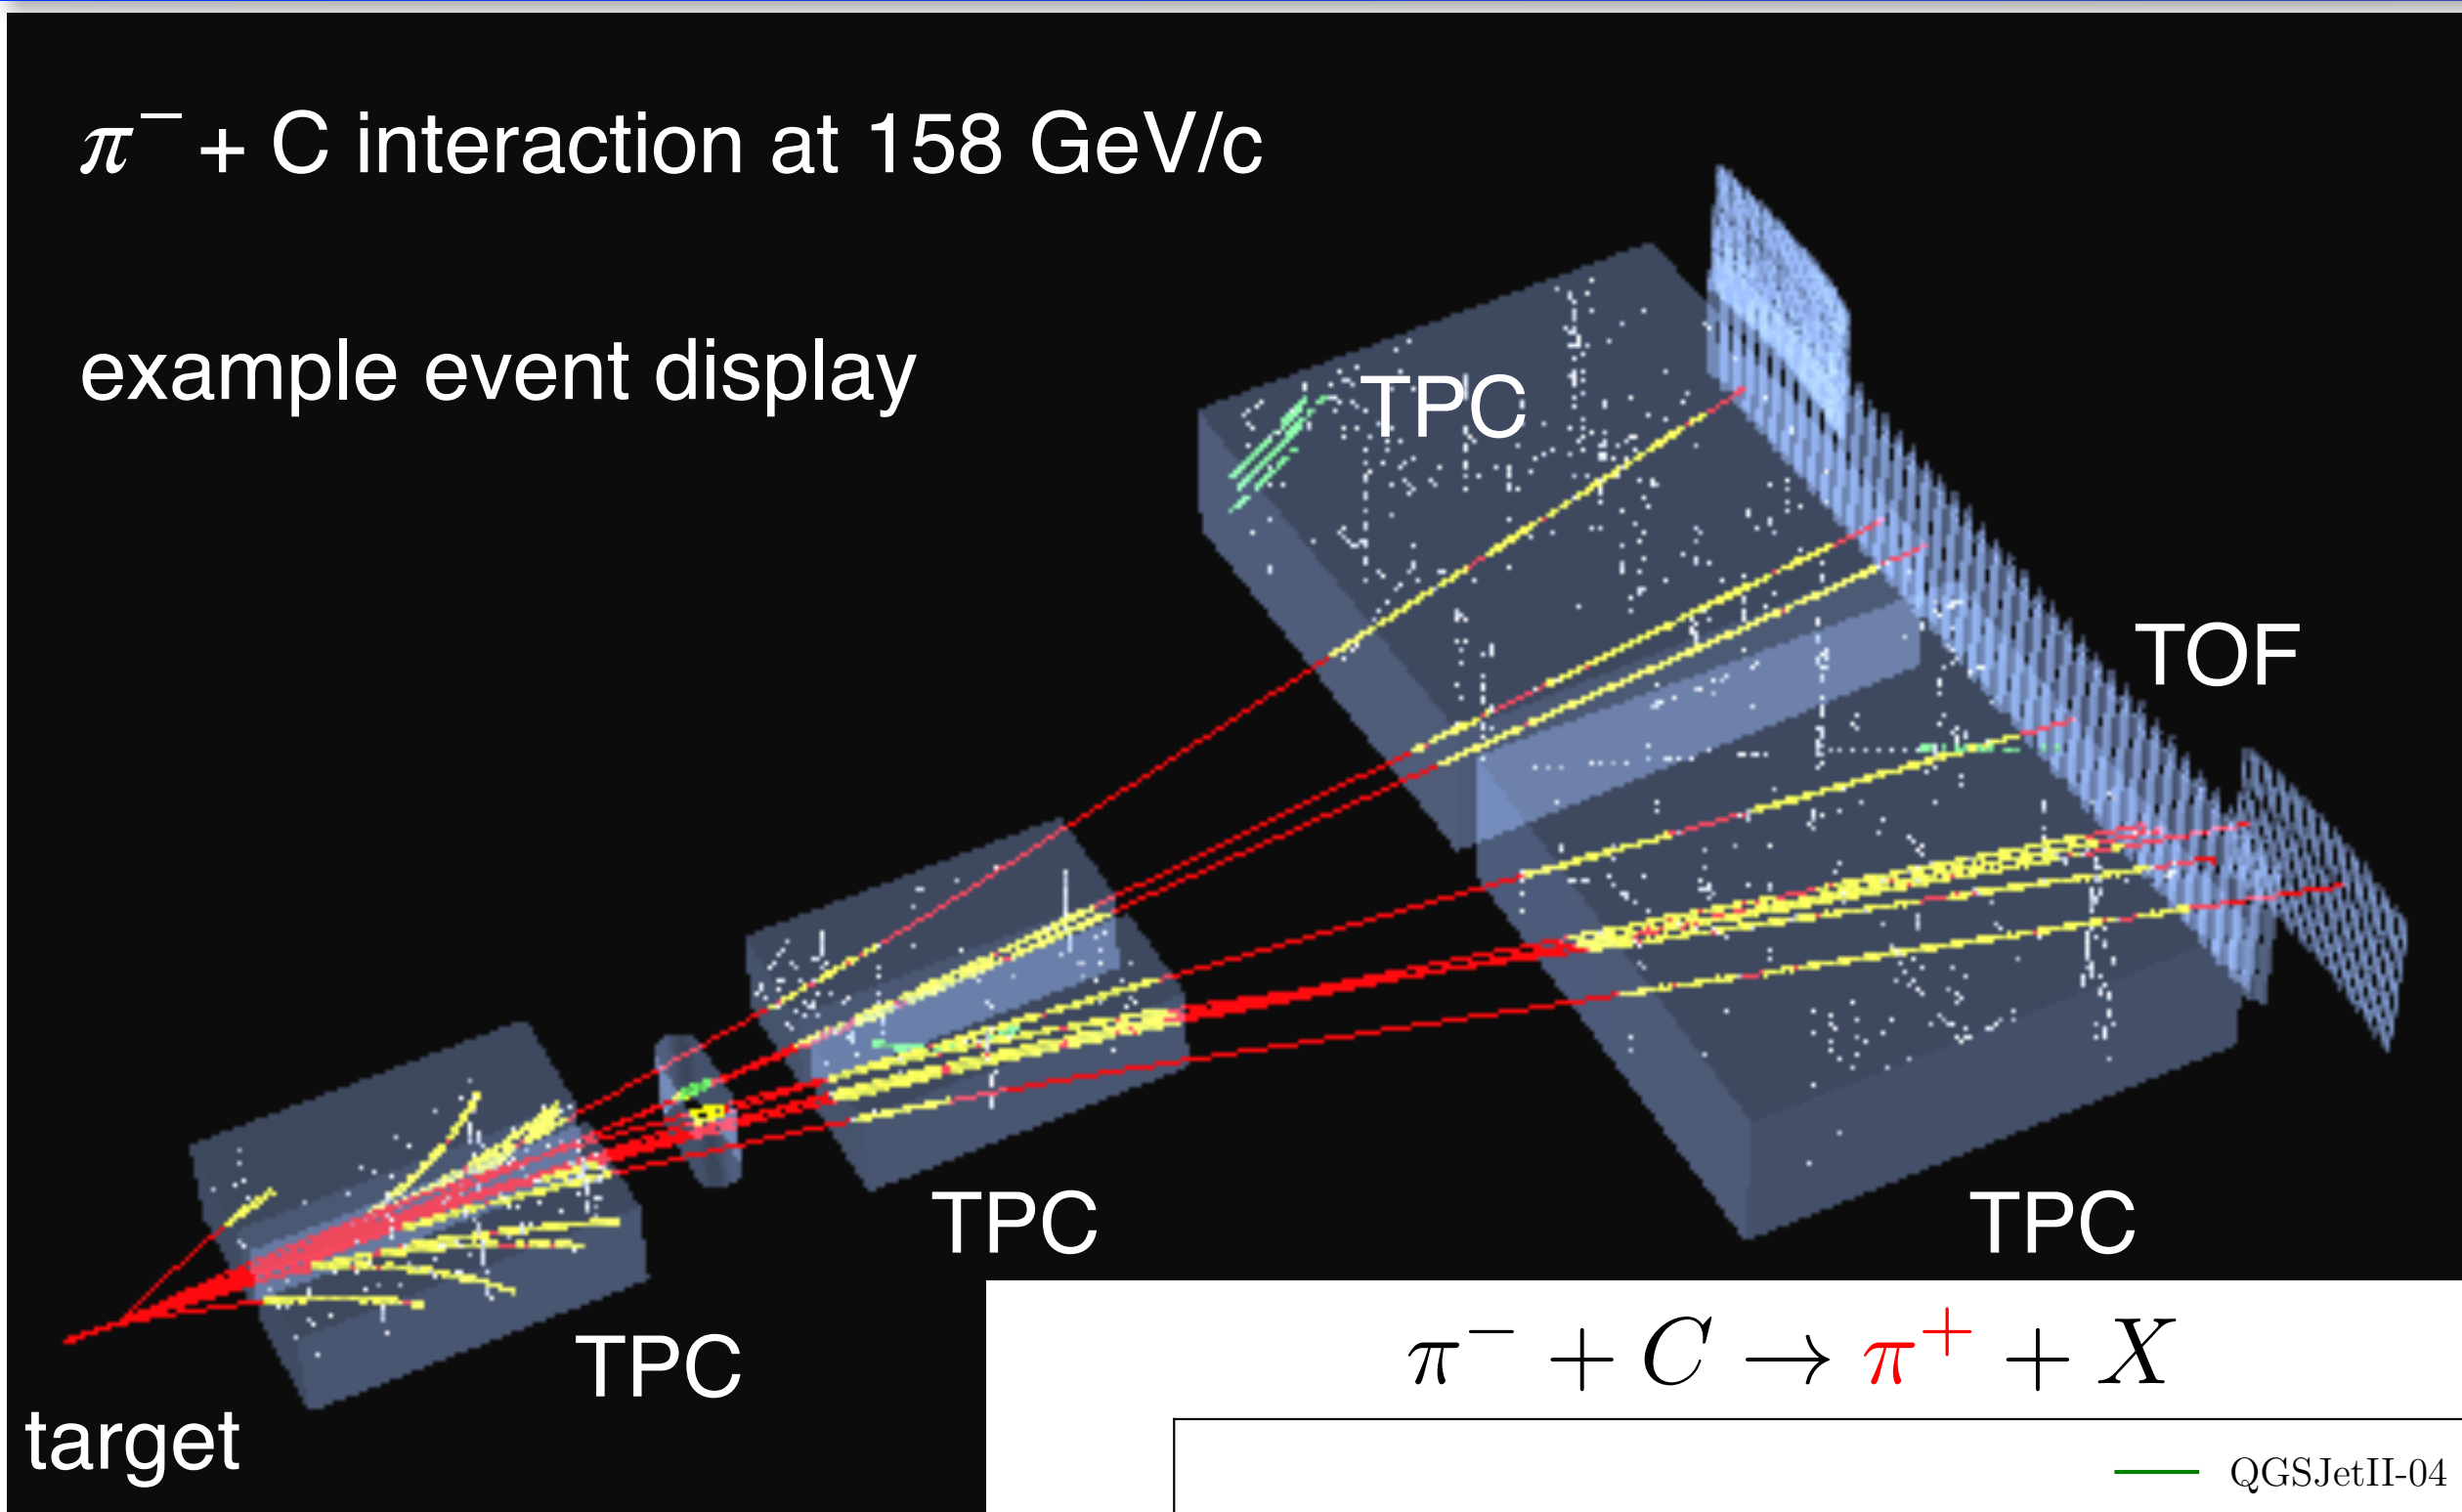 π⁻ + C interaction at 158 GeV/c
example event display
TPC
TOF
TPC
TPC
TPC
target
π⁻ + C → π⁺ + X
QGSJetII-04